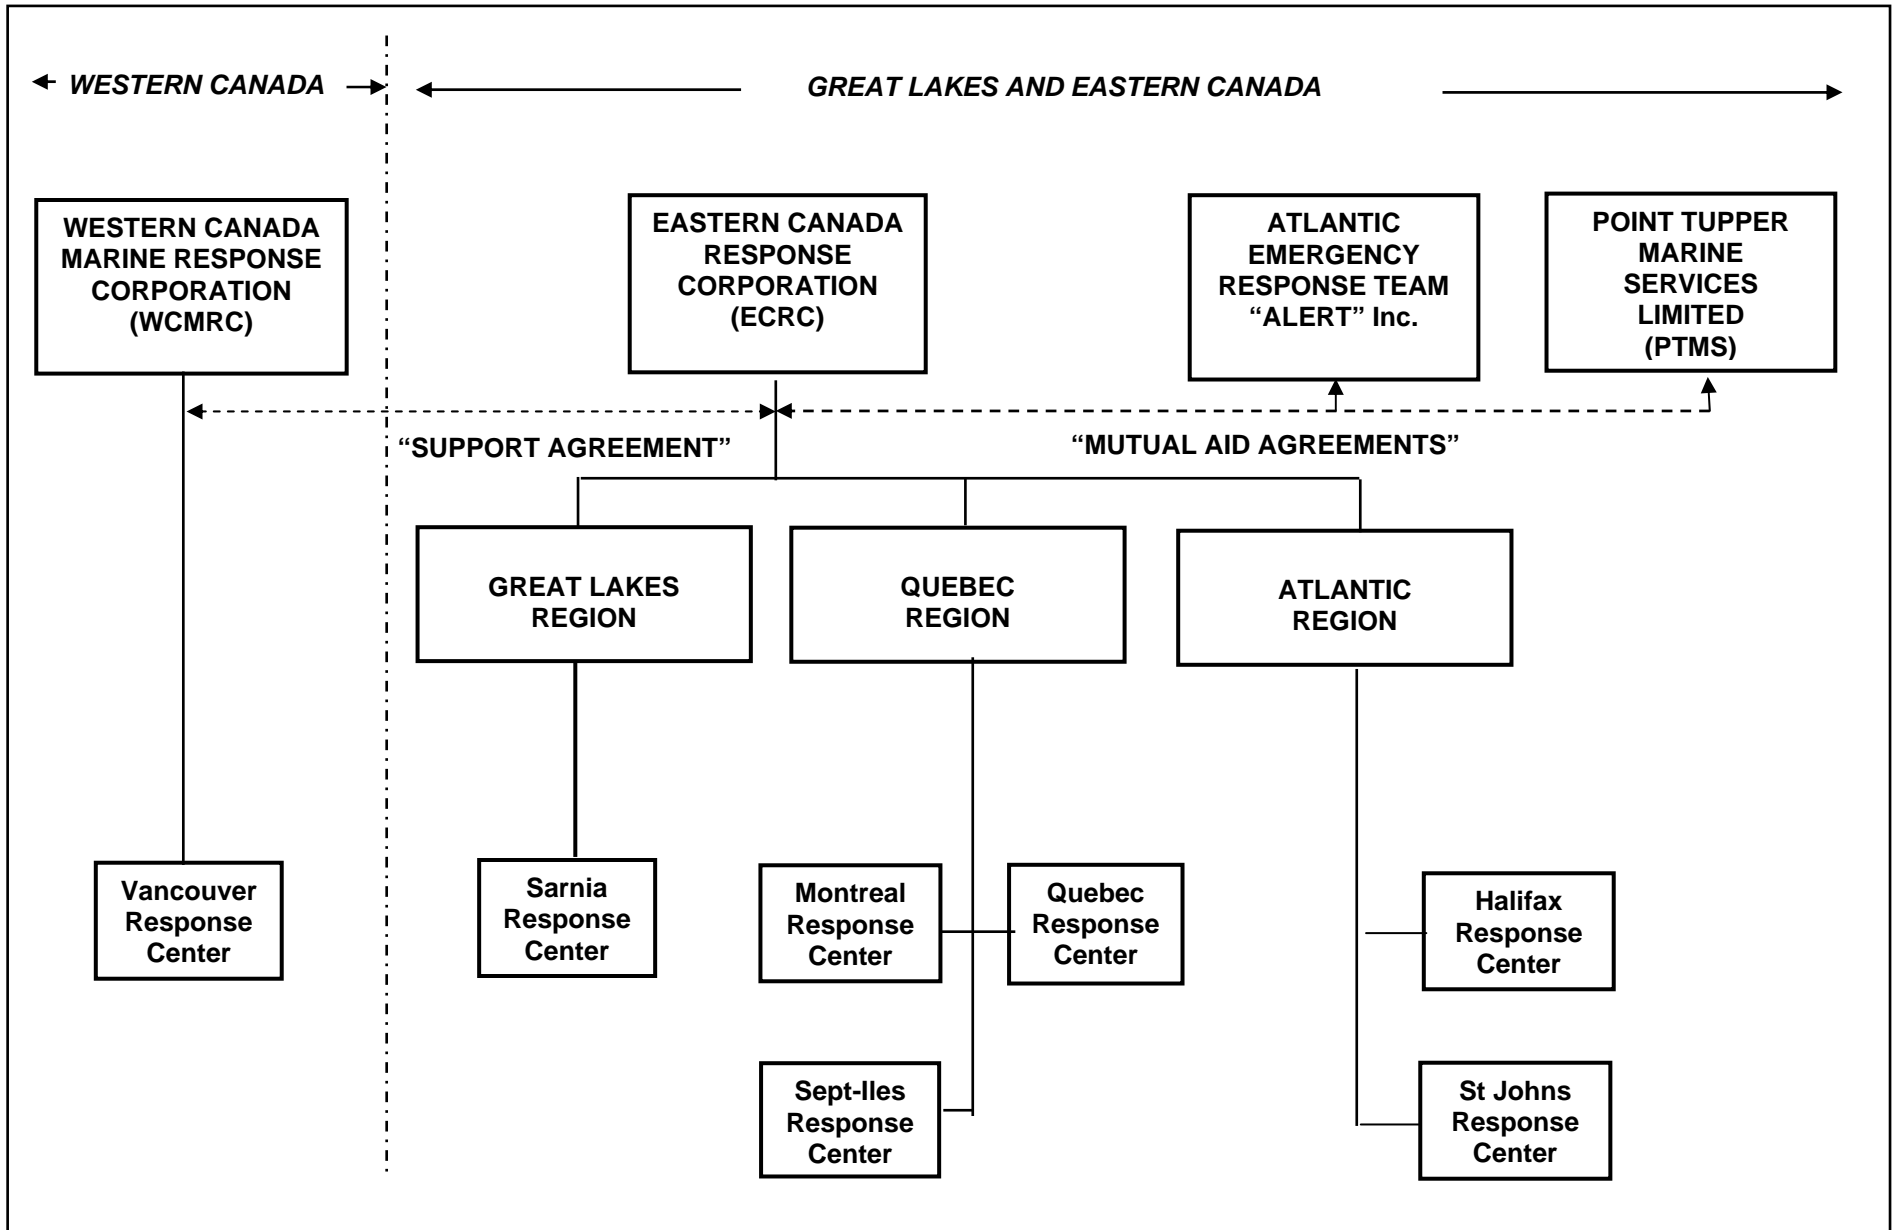 WESTERN CANADA
GREAT LAKES AND EASTERN CANADA
WESTERN CANADA
MARINE RESPONSE
CORPORATION
(WCMRC)
EASTERN CANADA
RESPONSE
CORPORATION
(ECRC)
ATLANTIC
EMERGENCY
RESPONSE TEAM
“ALERT” Inc.
POINT TUPPER
MARINE
SERVICES
LIMITED
(PTMS)
“SUPPORT AGREEMENT”
“MUTUAL AID AGREEMENTS”
GREAT LAKES
REGION
QUEBEC
REGION
ATLANTIC
REGION
Vancouver
Response
Center
Sarnia
Response
Center
Montreal
Response
Center
Quebec
Response
Center
Halifax
Response
Center
Sept-Iles
Response
Center
St Johns
Response
Center